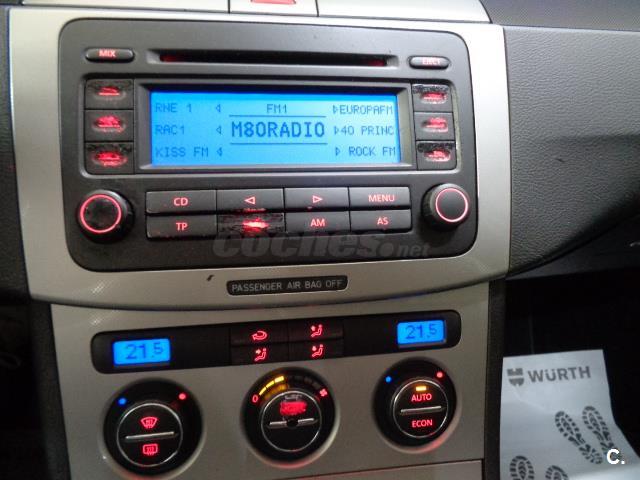 MIX
EJECT
RNE 1
FM1
EUROPAFM
RAC1
M80RADIO
40 PRINC
KISS FM
ROCK FM
CD
MENU
TP
AM
AS
coches.net
PASSENGER AIR BAG OFF
21.5
21.5
WÜRTH
0
AUTO
ECON
C.